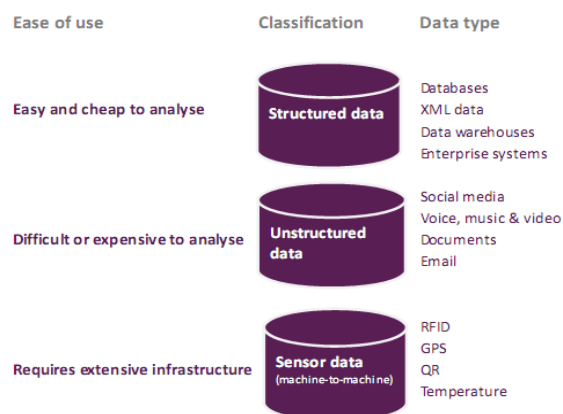 Ease of use
Classification
Data type
Easy and cheap to analyse
Structured data
Databases
XML data
Data warehouses
Enterprise systems
Difficult or expensive to analyse
Unstructured
data
Social media
Voice, music & video
Documents
Email
Requires extensive infrastructure
Sensor data
(machine-to-machine)
RFID
GPS
QR
Temperature